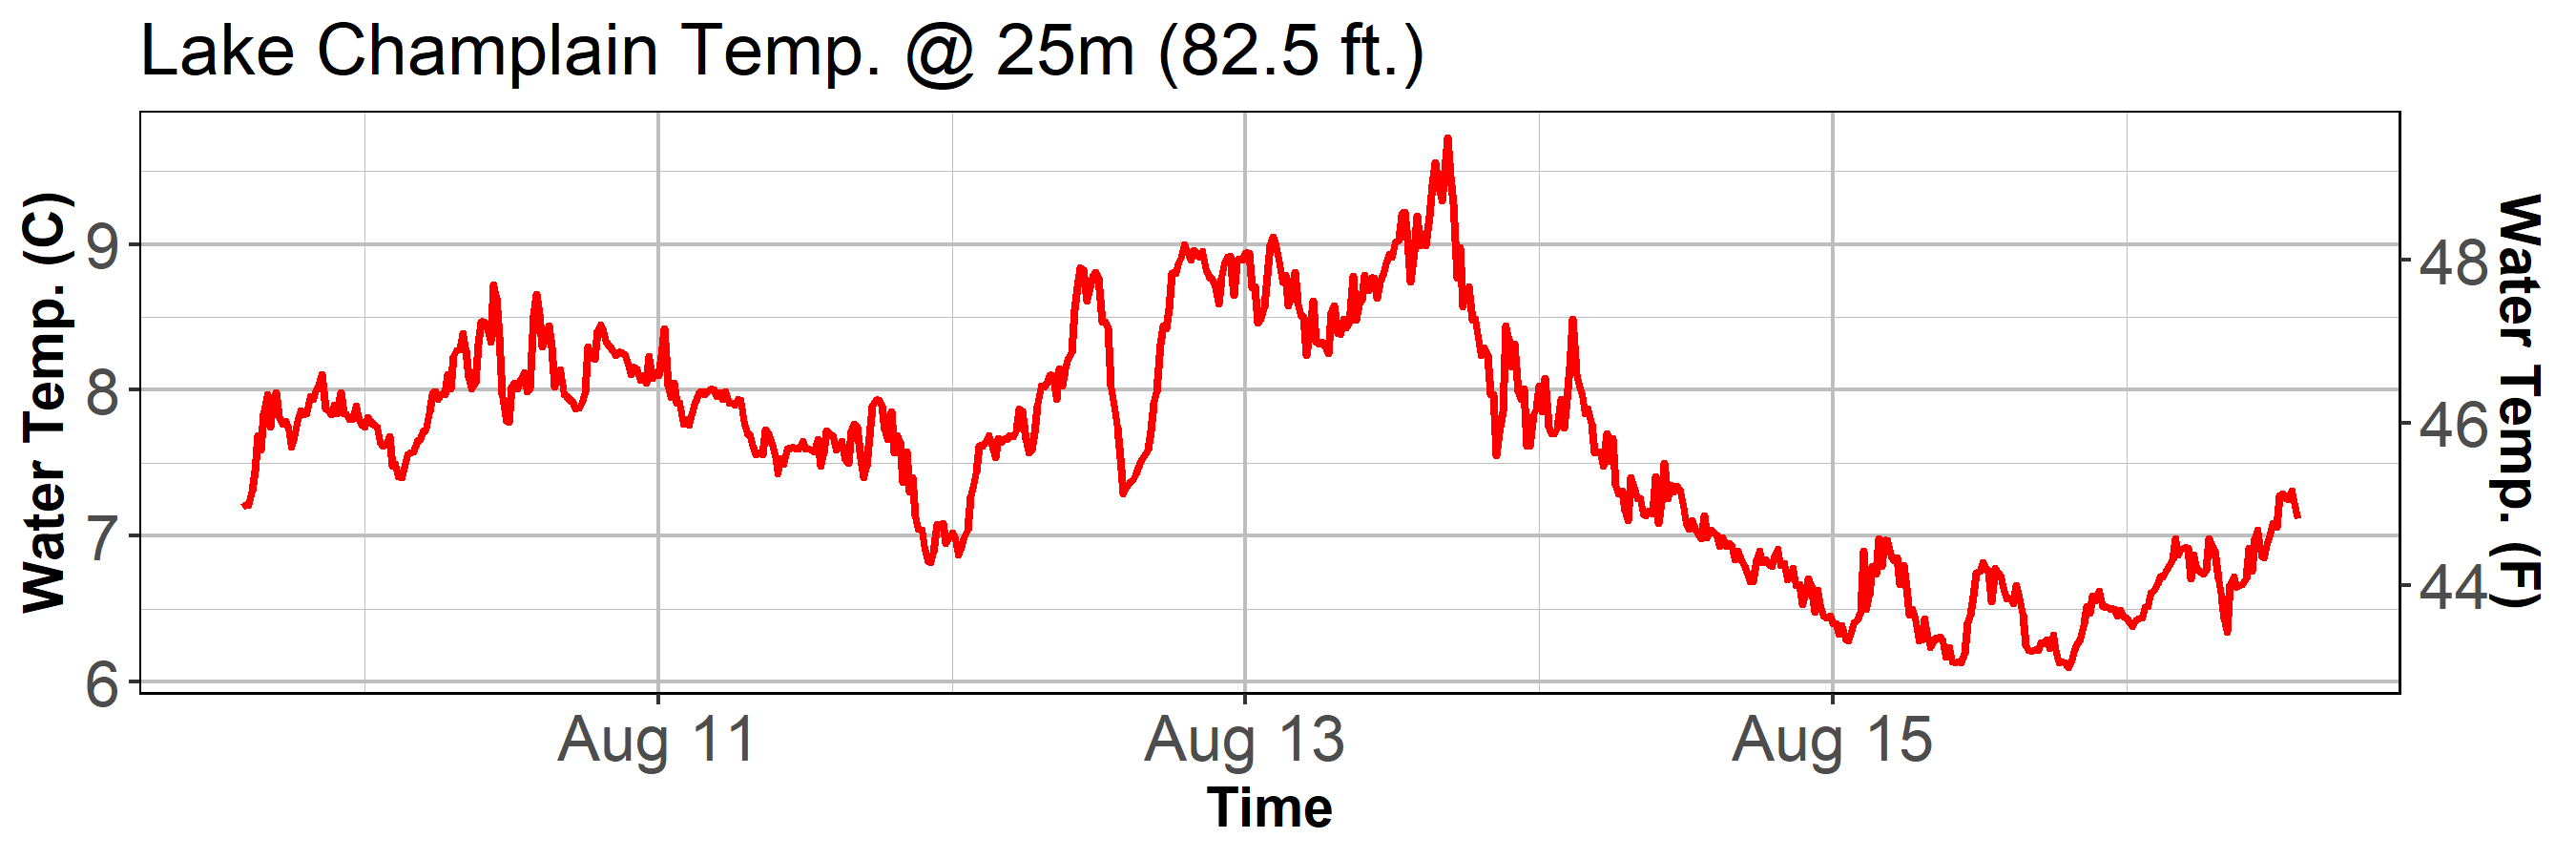 Lake Champlain Temp. @ 25m (82.5 ft.)
Water Temp. (C)
9
8
7
6
48
46
44
Water Temp. (F)
Aug 11
Aug 13
Aug 15
Time